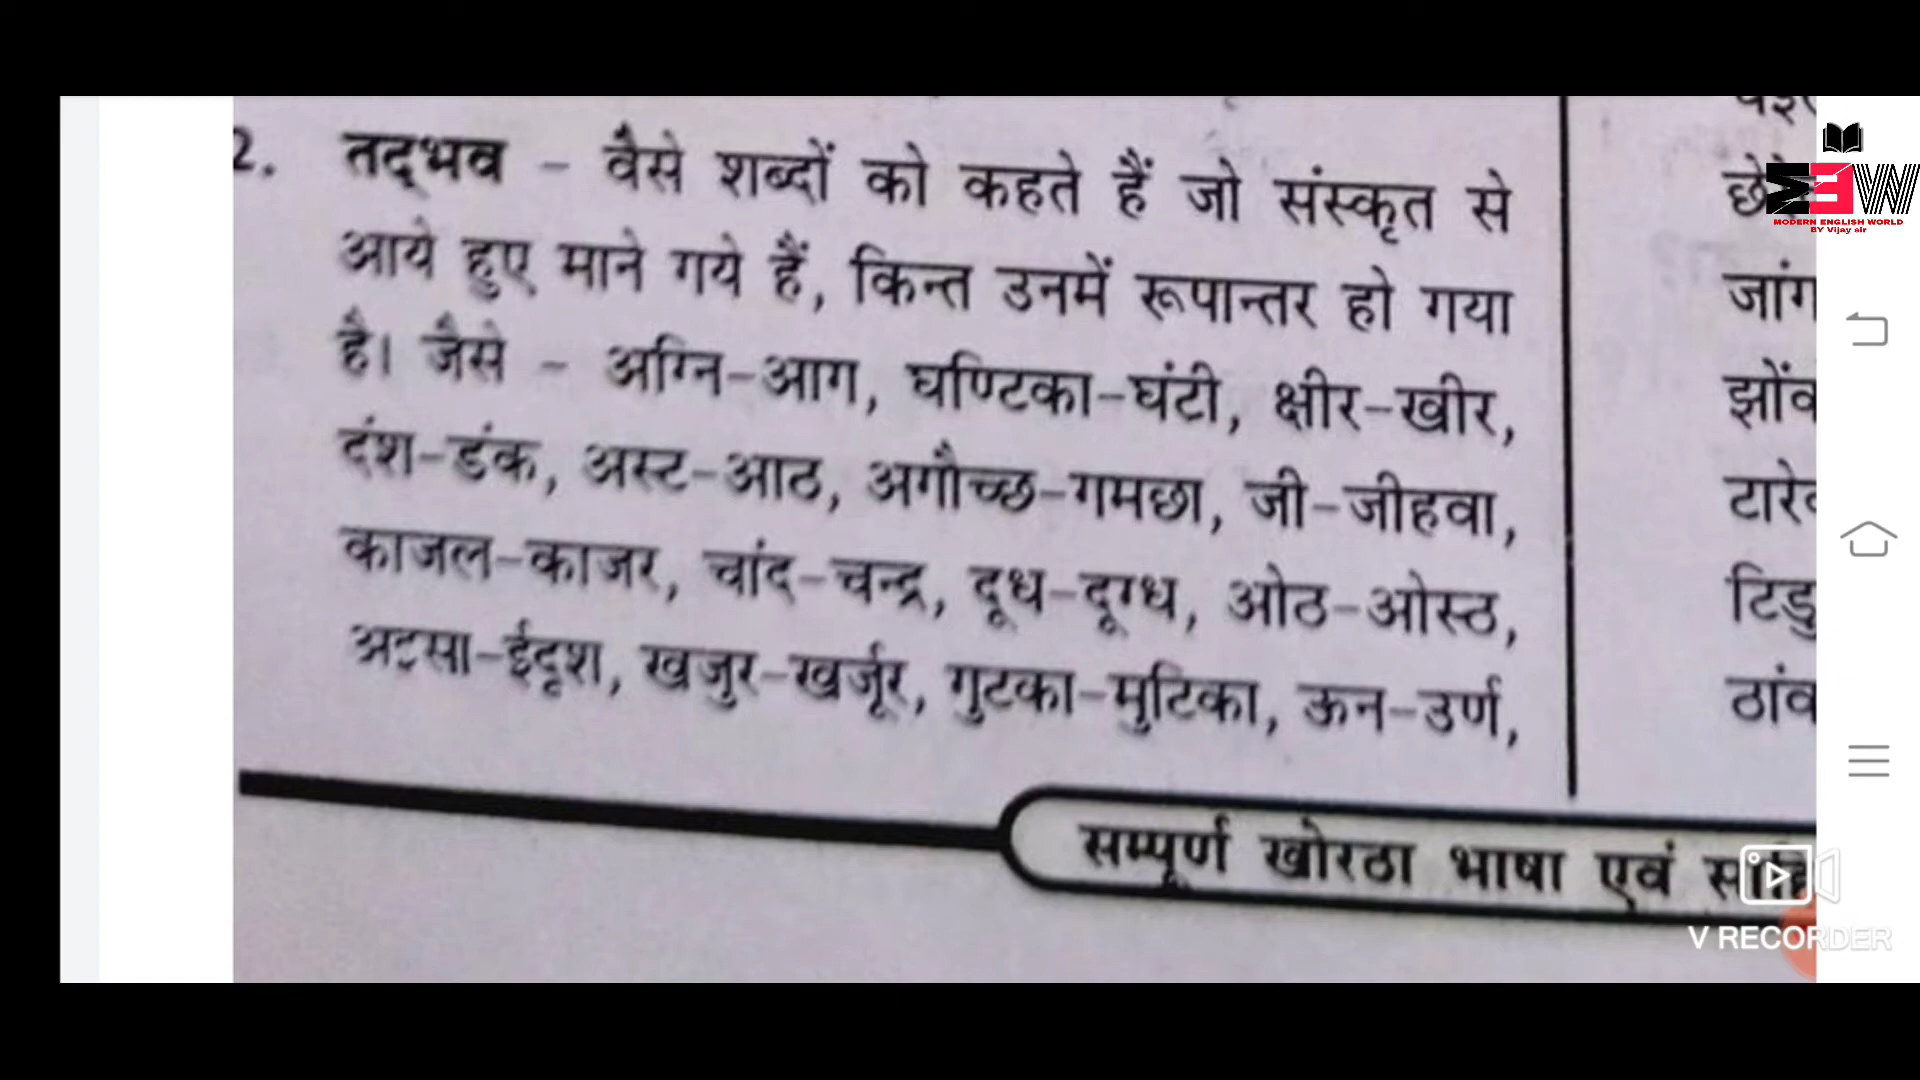 2. तद्भव - वैसे शब्दों को कहते हैं जो संस्कृत से
आये हुए माने गये हैं, किन्त उनमें रूपान्तर हो गया
है। जैसे - अग्नि-आग, घण्टिका-घंटी, क्षीर-खीर,
दंश-डंक, अस्ट-आठ, अगौच्छ-गमछा, जी-जीहवा,
काजल-काजर, चांद-चन्द्र, दूध-दूग्ध, ओठ-ओस्ठ,
अइसा-ईदृश, खजुर-खर्जूर, गुटका-मुटिका, ऊन-उर्ण,
सम्पूर्ण खोरठा भाषा एवं
जांग
टिडु
MODERN ENGLISH WORLD
BY Vijay sir
V RECORDER